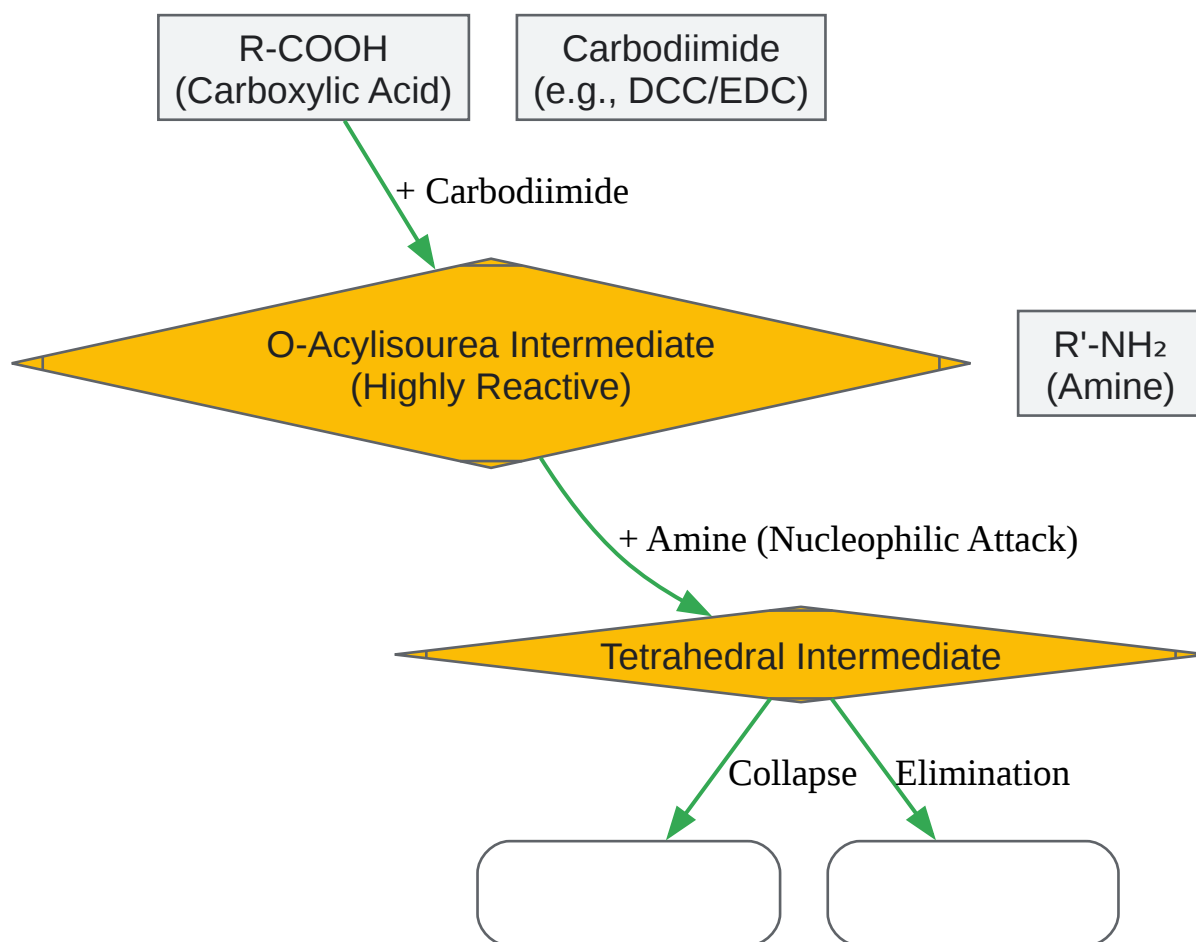 R-COOH
(Carboxylic Acid)
Carbodiimide
(e.g., DCC/EDC)
+ Carbodiimide
O-Acylisourea Intermediate
(Highly Reactive)
R'-NH₂
(Amine)
+ Amine (Nucleophilic Attack)
Tetrahedral Intermediate
Collapse
Elimination